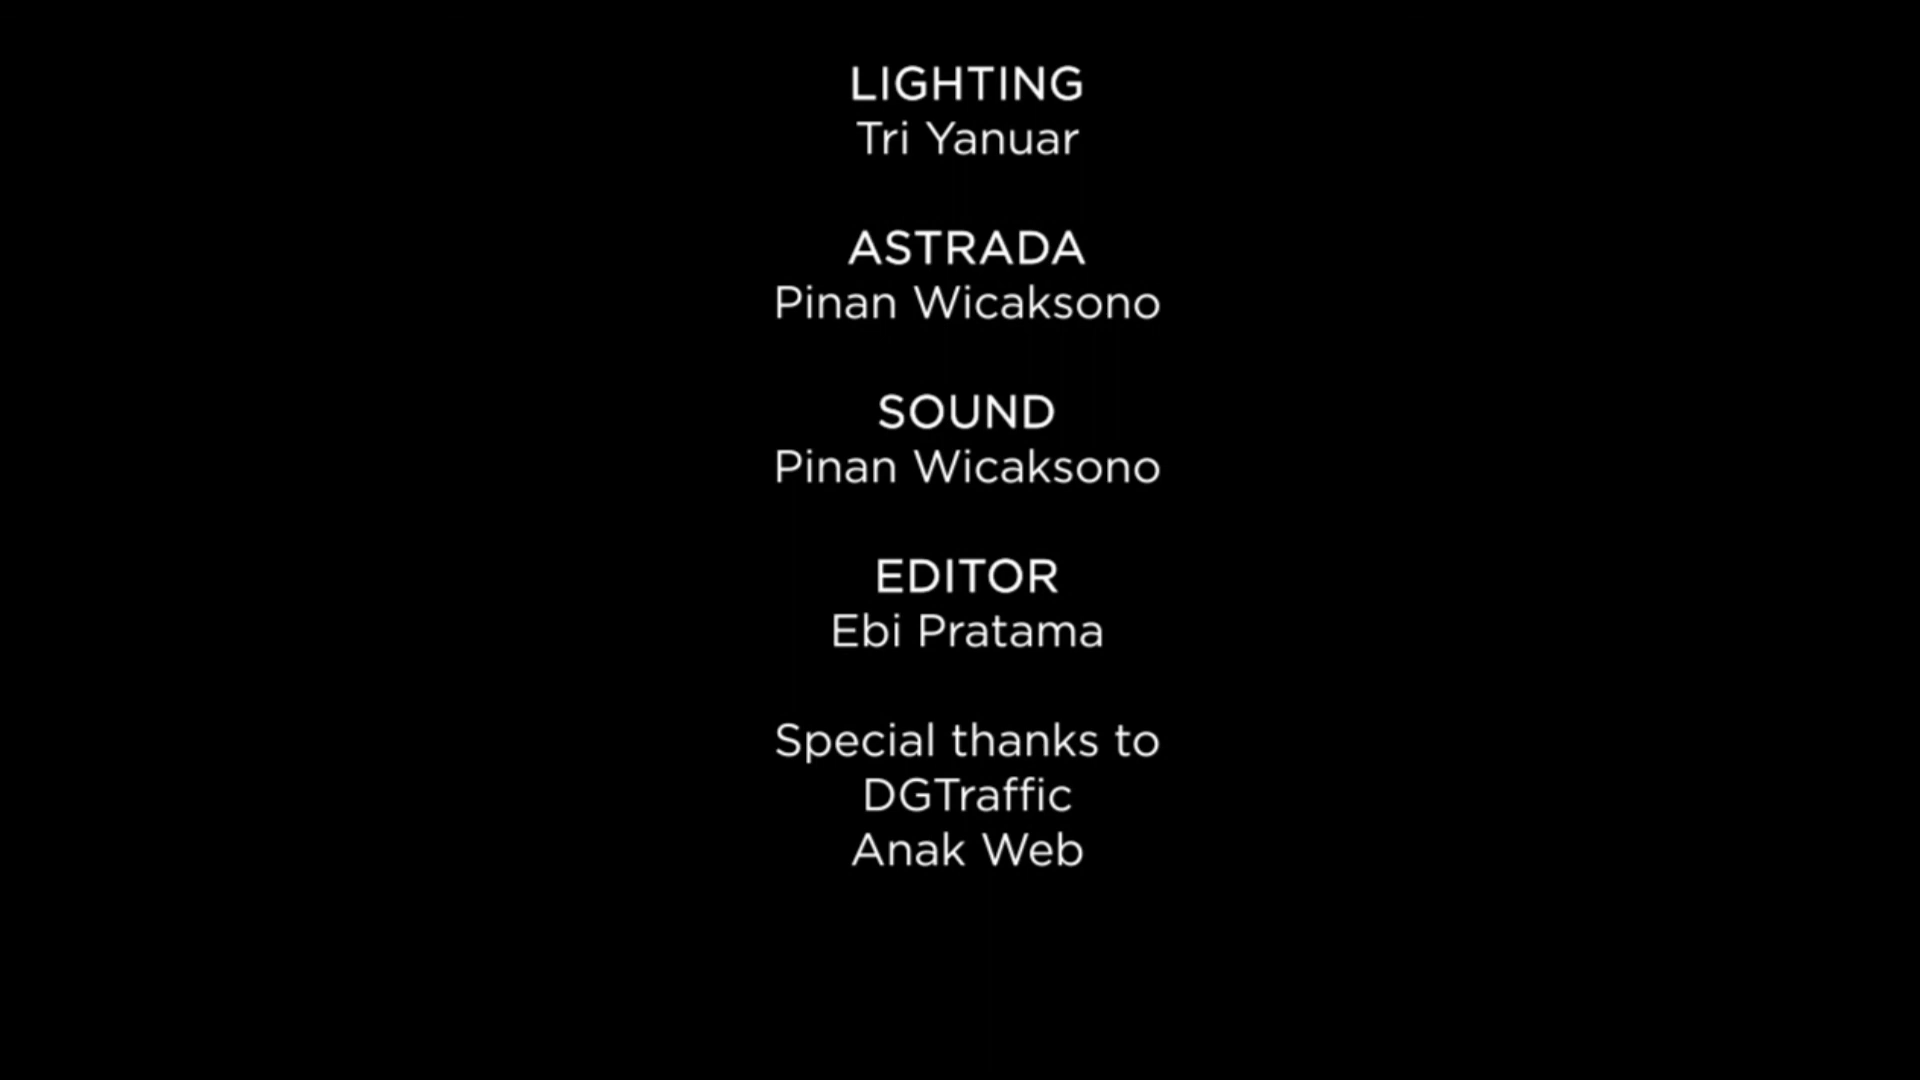 LIGHTING
Tri Yanuar
ASTRADA
Pinan Wicaksono
SOUND
Pinan Wicaksono
EDITOR
Ebi Pratama
Special thanks to
DGTraffic
Anak Web